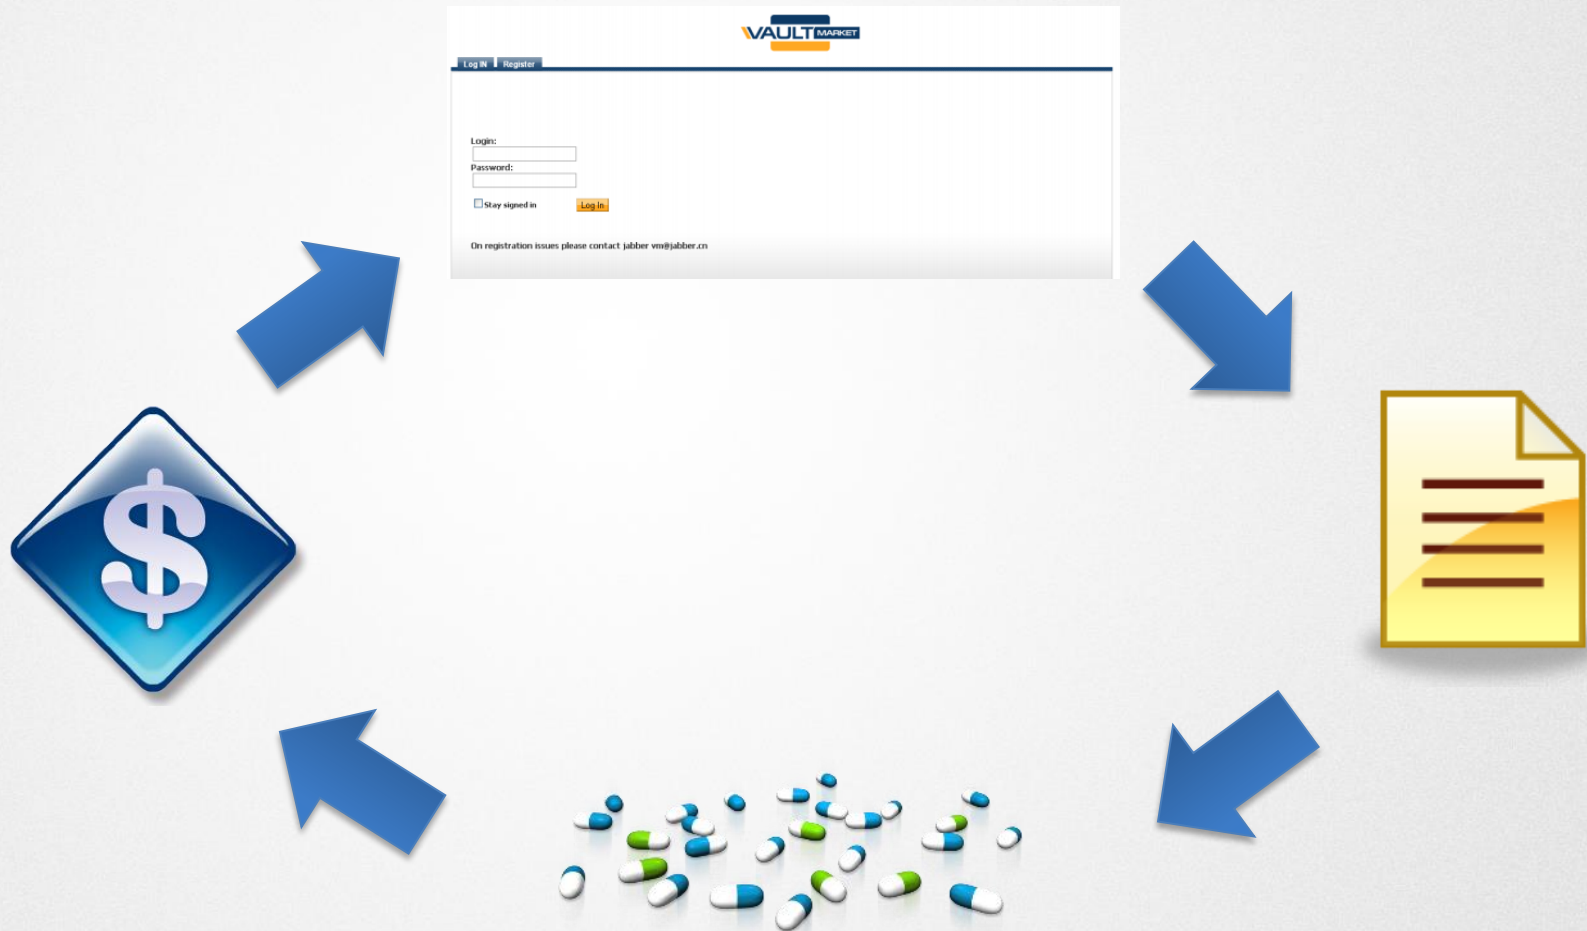 VAULT MARKET
Log IN Register
Login:
Password:
Stay signed in Log In
On registration issues please contact jabber vm@jabber.cn
$